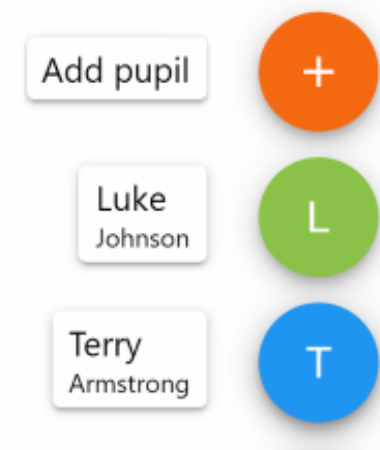 Add pupil +
Luke
Johnson
L
Terry
Armstrong
T